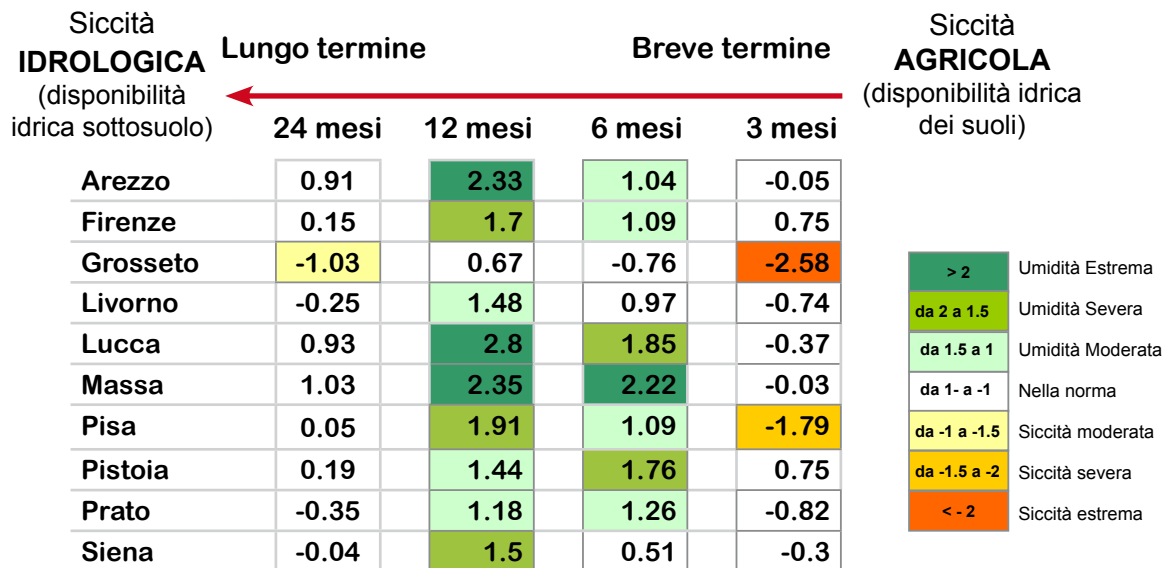 Siccità
IDROLOGICA
(disponibilità
idrica sottosuolo)
Lungo termine
Breve termine
Siccità
AGRICOLA
(disponibilità idrica
dei suoli)
24 mesi 12 mesi 6 mesi 3 mesi
Arezzo 0.91 2.33 1.04 -0.05
Firenze 0.15 1.7 1.09 0.75
Grosseto -1.03 0.67 -0.76 -2.58
Livorno -0.25 1.48 0.97 -0.74
Lucca 0.93 2.8 1.85 -0.37
Massa 1.03 2.35 2.22 -0.03
Pisa 0.05 1.91 1.09 -1.79
Pistoia 0.19 1.44 1.76 0.75
Prato -0.35 1.18 1.26 -0.82
Siena -0.04 1.5 0.51 -0.3
> 2 Umidità Estrema
da 2 a 1.5 Umidità Severa
da 1.5 a 1 Umidità Moderata
da 1- a -1 Nella norma
da -1 a -1.5 Siccità moderata
da -1.5 a -2 Siccità severa
< - 2 Siccità estrema